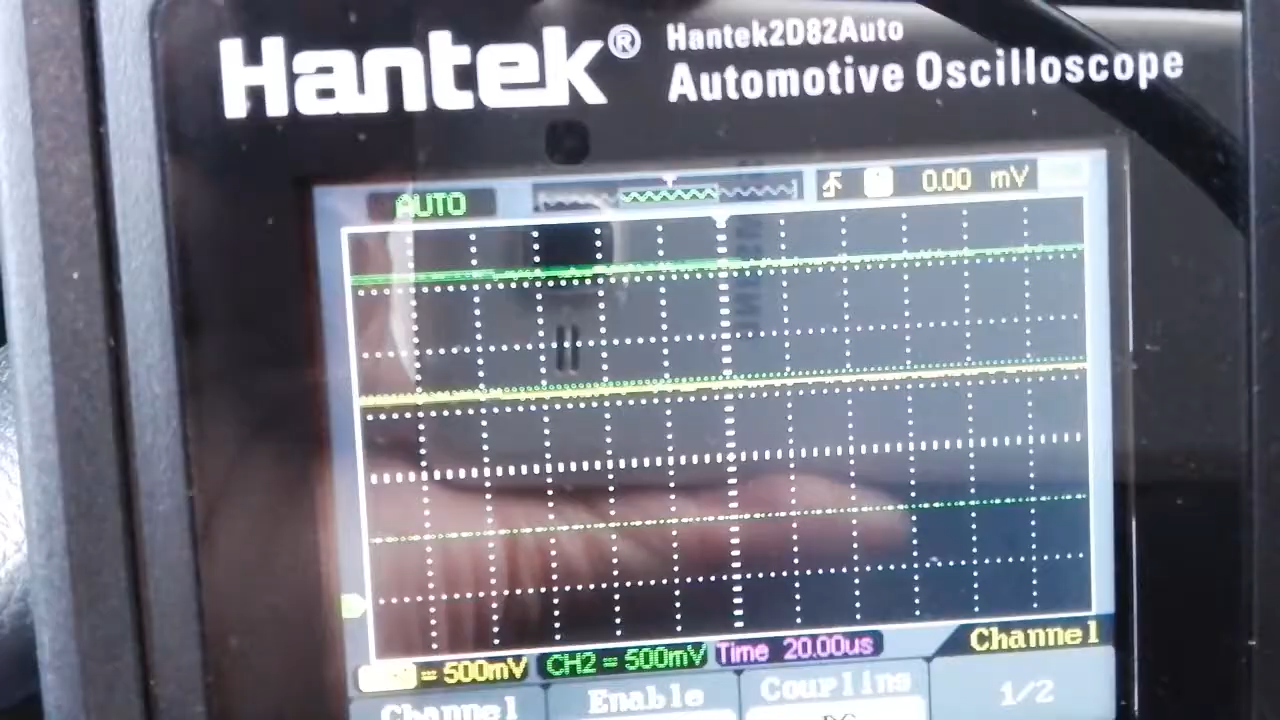 Hantek®
Hantek2D82Auto
Automotive Oscilloscope
AUTO
0.00 mV
500mV
CH2 = 500mV
Time 20.00us
Channel
Channel
Enable
Coupling
DC
1/2